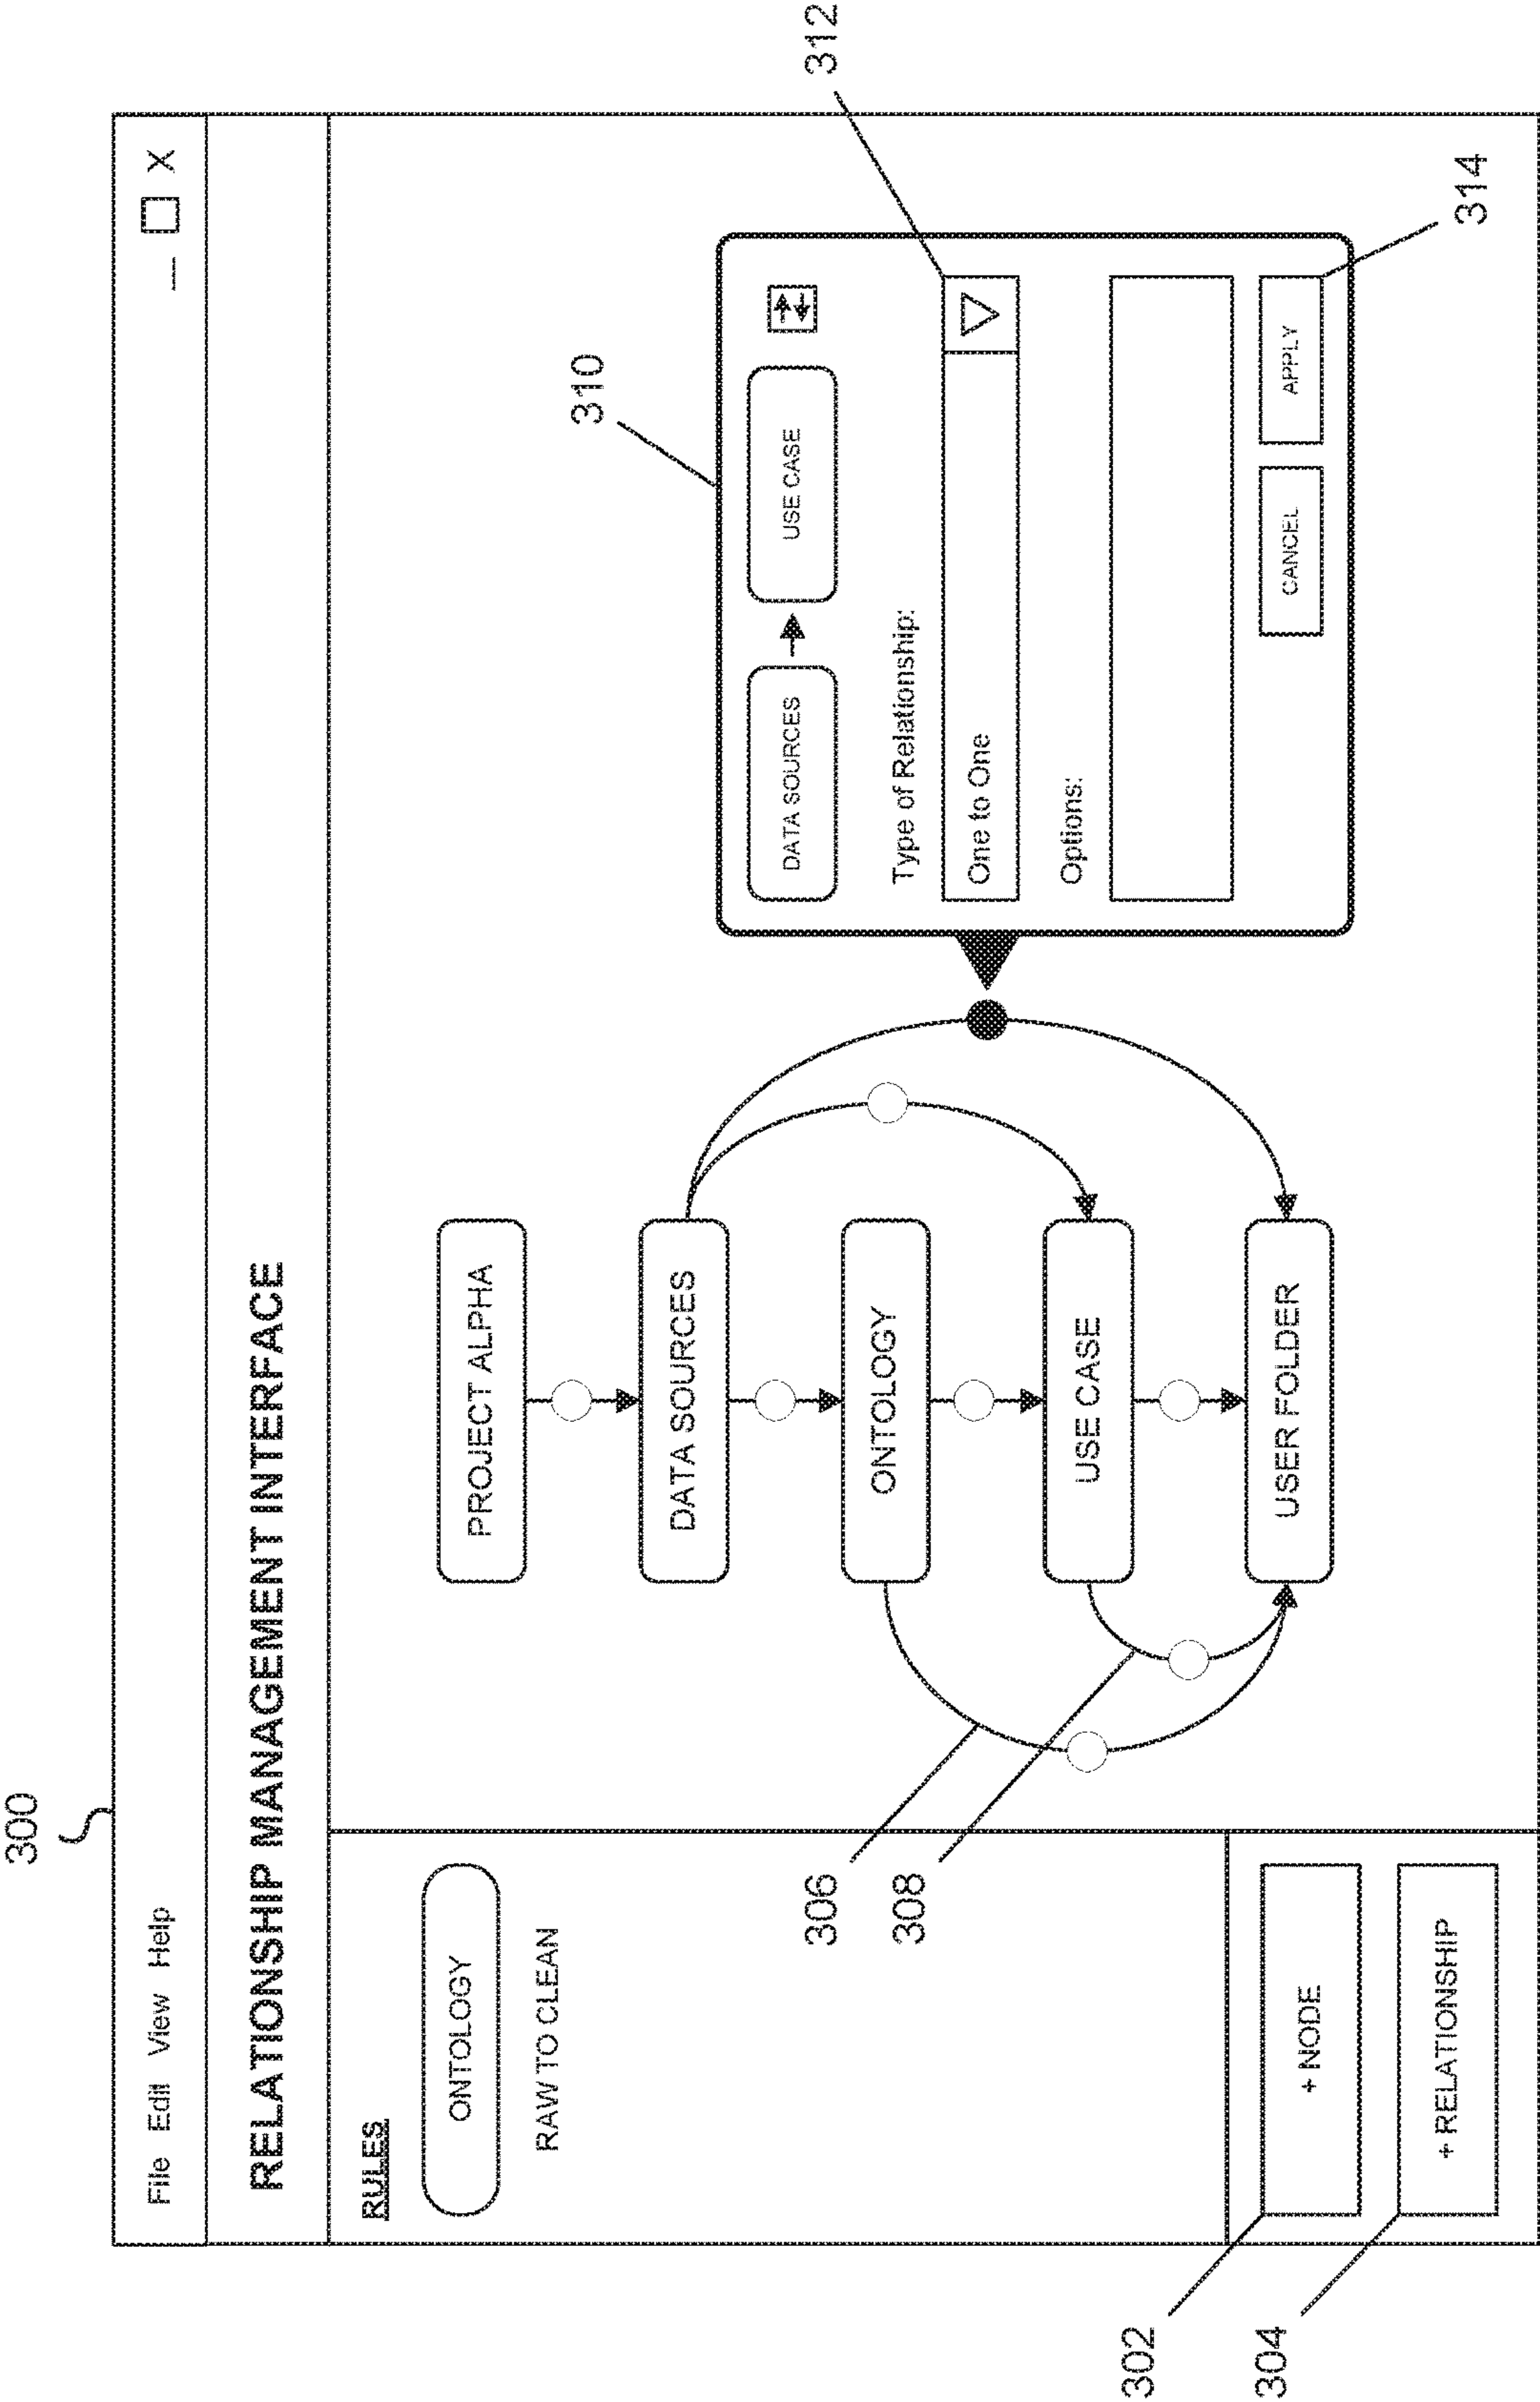 300
File Edit View Help
— X
RELATIONSHIP MANAGEMENT INTERFACE
RULES
ONTOLOGY
RAW TO CLEAN
+ NODE
+ RELATIONSHIP
302
304
306
308
PROJECT ALPHA
DATA SOURCES
ONTOLOGY
USE CASE
USER FOLDER
310
DATA SOURCES
USE CASE
Type of Relationship:
One to One
312
Options:
CANCEL
APPLY
314